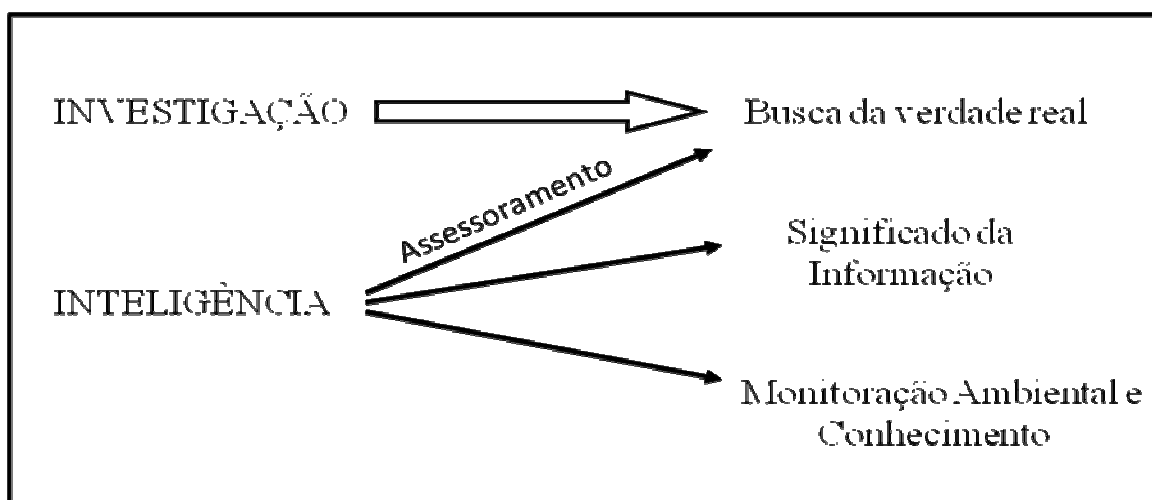 INVESTIGAÇÃO
Busca da verdade real
Assessoramento
Significado da
Informação
INTELIGÊNCIA
Monitoração Ambiental e
Conhecimento